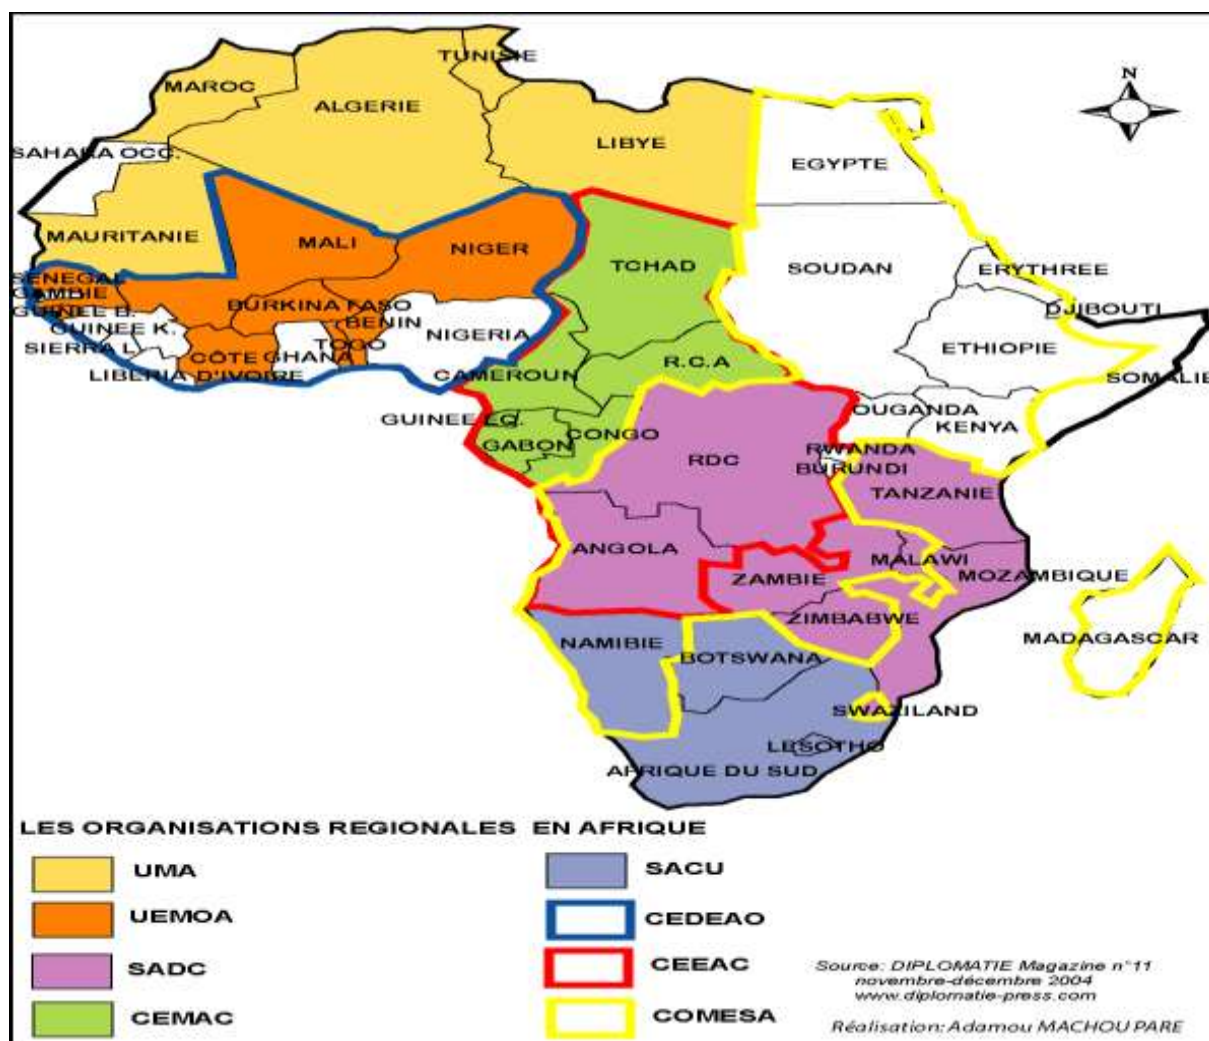 N
TUNISIE
MAROC
ALGERIE
LIBYE
SAHARA OCC.
EGYPTE
MAURITANIE
MALI
NIGER
TCHAD
SOUDAN
ERYTHREE
SENEGAL
GAMBIE
GUINEE B.
GUINEE K.
SIERRA L.
LIBERIA
CÔTE
D'IVOIRE
BURKINA FASO
GHANA
TOGO
BENIN
NIGERIA
DJIBOUTI
ETHIOPIE
SOMALIE
CAMEROUN
R.C.A
GUINEE EQ.
GABON
CONGO
OUGANDA
KENYA
RDC
RWANDA
BURUNDI
TANZANIE
ANGOLA
ZAMBIE
MALAWI
MOZAMBIQUE
ZIMBABWE
MADAGASCAR
NAMIBIE
BOTSWANA
SWAZILAND
LESOTHO
AFRIQUE DU SUD
LES ORGANISATIONS REGIONALES EN AFRIQUE
UMA
UEMOA
SADC
CEMAC
SACU
CEDEAO
CEEAC
COMESA
Source: DIPLOMATIE Magazine n°11
novembre-décembre 2004
www.diplomatie-press.com
Réalisation: Adamou MACHOU PARE